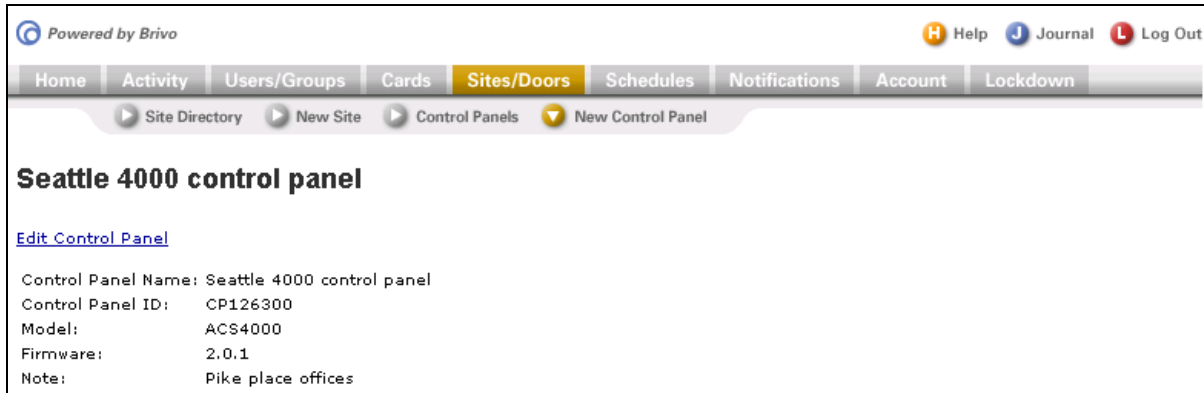 Powered by Brivo H Help J Journal L Log Out
Home Activity Users/Groups Cards Sites/Doors Schedules Notifications Account Lockdown
Site Directory New Site Control Panels New Control Panel
Seattle 4000 control panel
Edit Control Panel
Control Panel Name: Seattle 4000 control panel
Control Panel ID: CP126300
Model: ACS4000
Firmware: 2.0.1
Note: Pike place offices